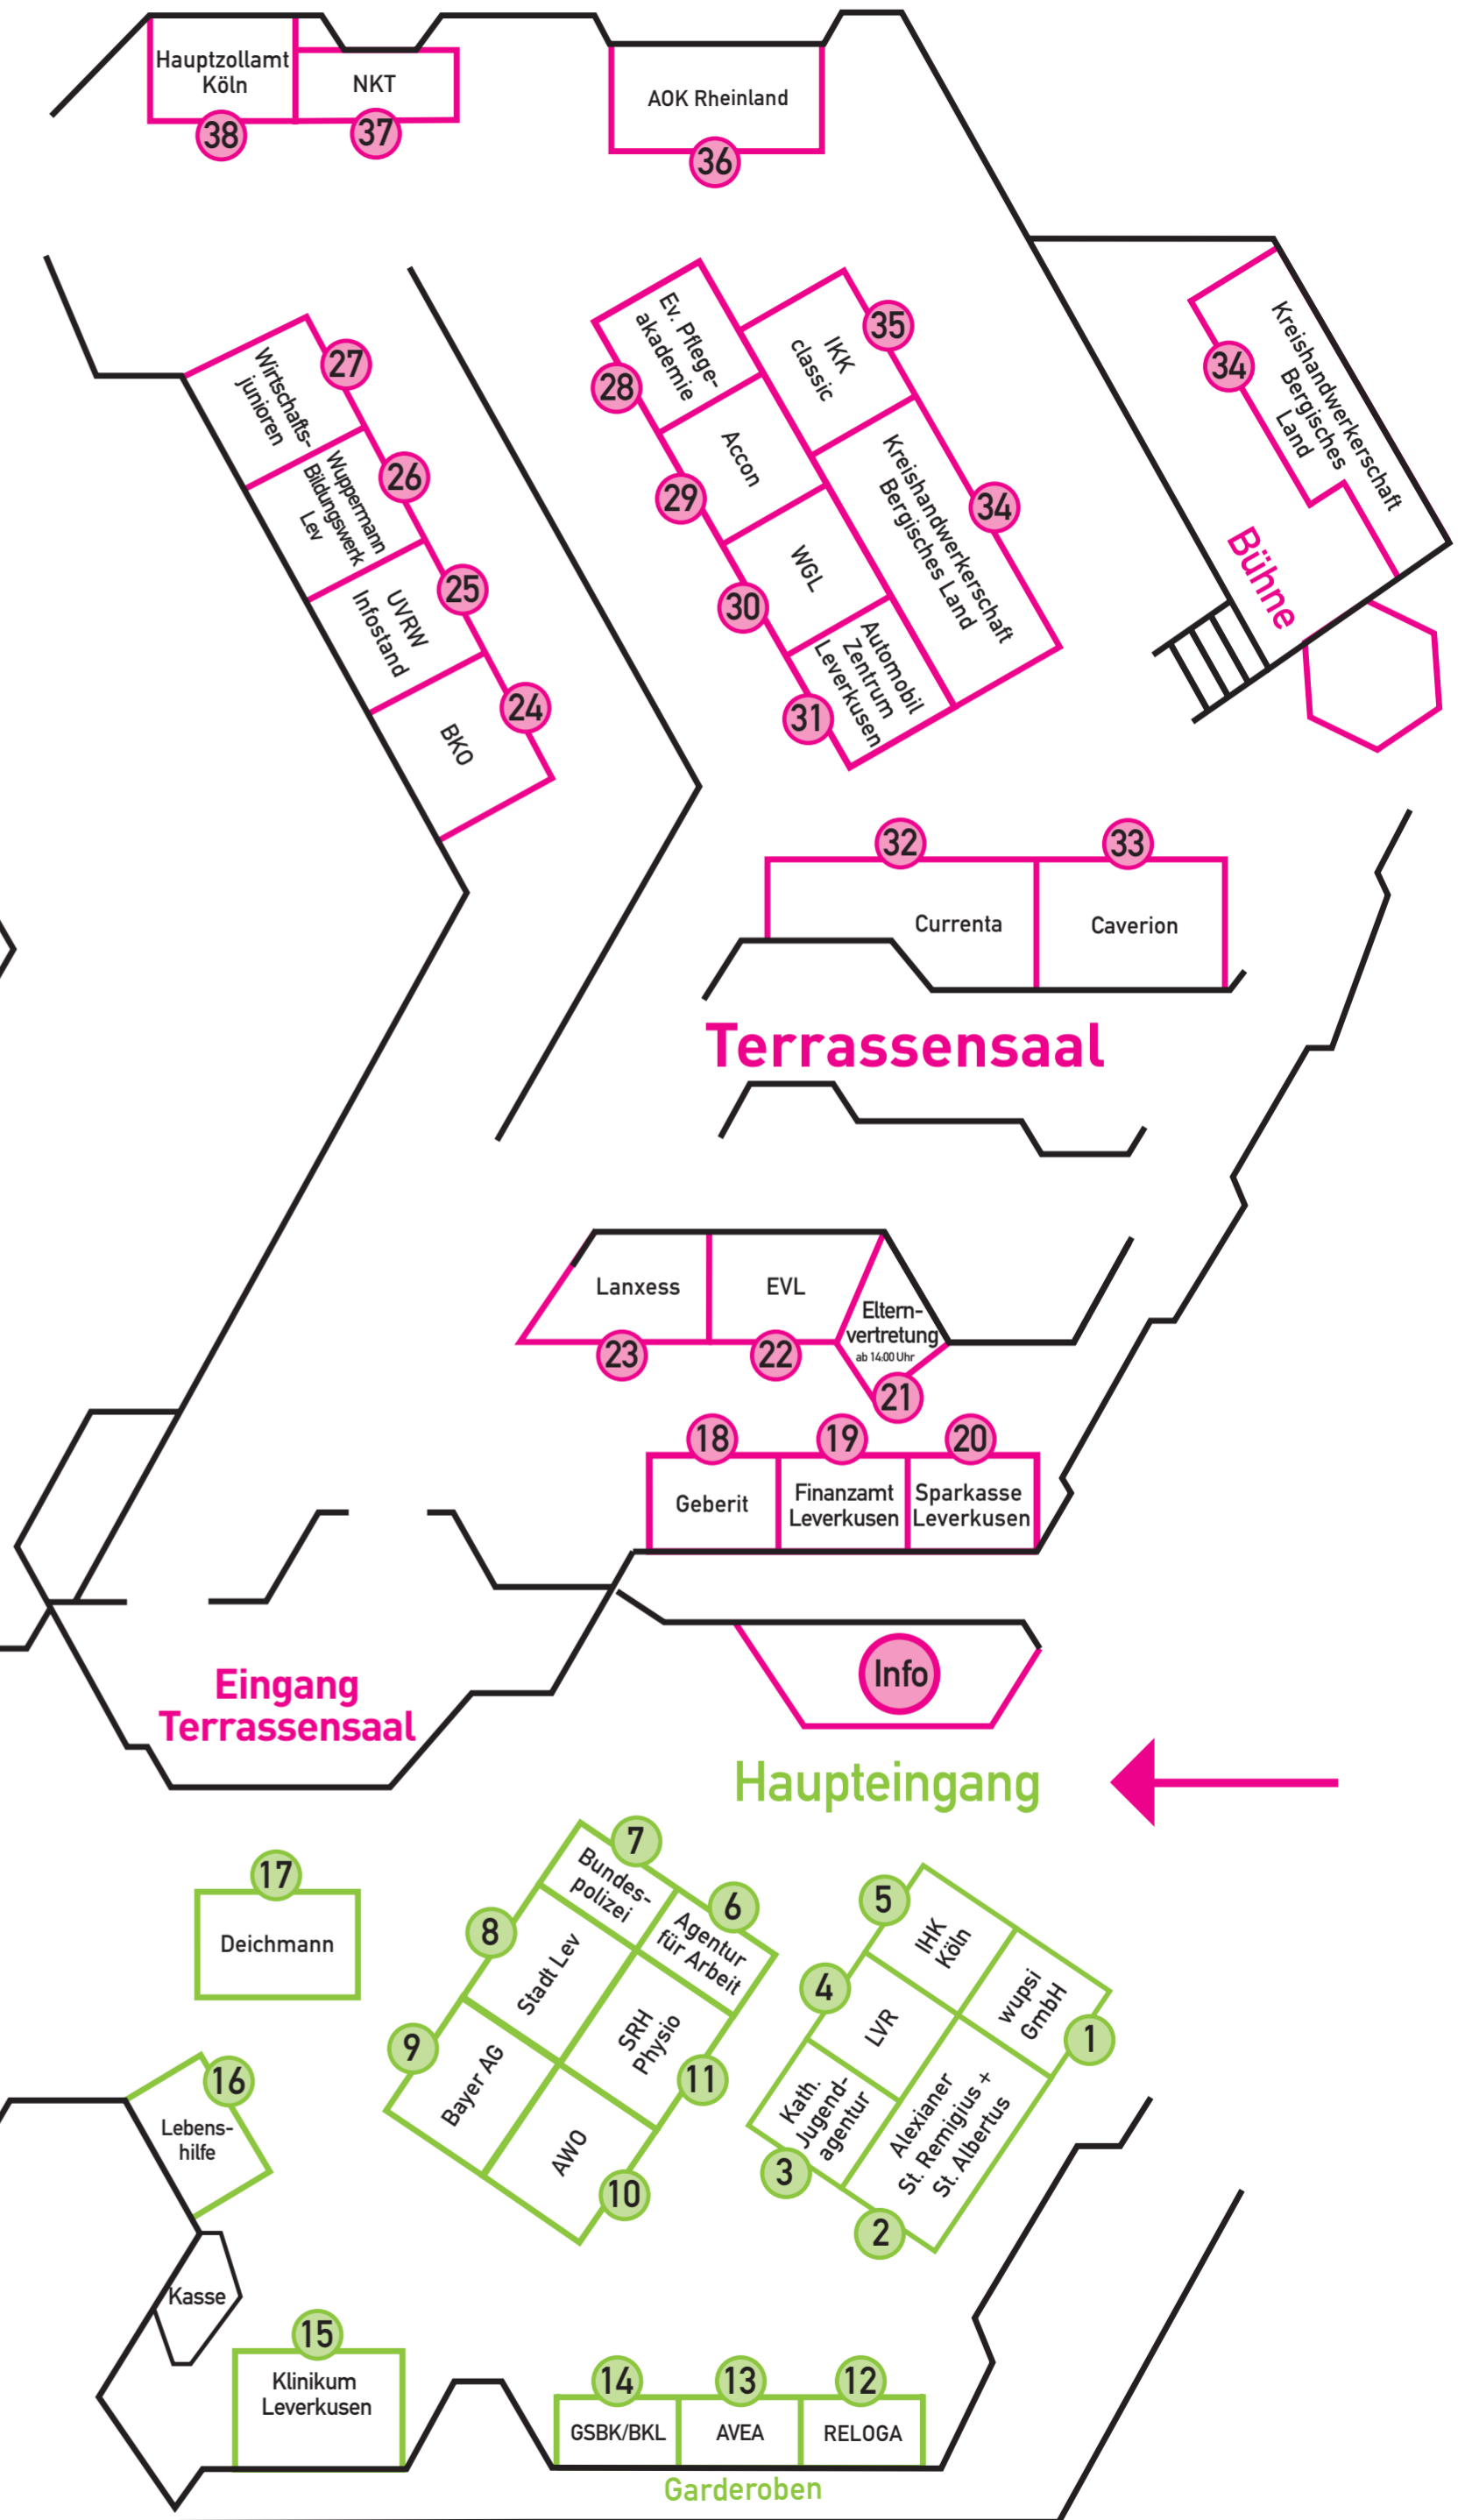 Hauptzollamt
Köln
38
NKT
37
AOK Rheinland
36
27
Wirtschafts-
junioren
26
Wuppermann
Bildungswerk
Lev
25
UVRW
Infostand
24
BKO
28
Ev. Pflege-
akademie
29
Accon
30
WGL
31
Automobil
Zentrum
Leverkusen
35
IKK
classic
34
Kreishandwerkerschaft
Bergisches Land
34
Kreishandwerkerschaft
Bergisches
Land
Bühne
32
Currenta
33
Caverion
Terrassensaal
Lanxess
23
EVL
22
Eltern-
vertretung
ab 14:00 Uhr
21
18
Geberit
19
Finanzamt
Leverkusen
20
Sparkasse
Leverkusen
Info
Eingang
Terrassensaal
Haupteingang
17
Deichmann
7
Bundes-
polizei
6
Agentur
für Arbeit
8
Stadt Lev
9
Bayer AG
SRH
Physio
11
AWO
10
5
IHK
Köln
4
LVR
wupsi
GmbH
1
Kath.
Jugend-
agentur
3
Alexianer
St. Remigius +
St. Albertus
2
16
Lebens-
hilfe
Kasse
15
Klinikum
Leverkusen
14
GSBK/BKL
13
AVEA
12
RELOGA
Garderoben